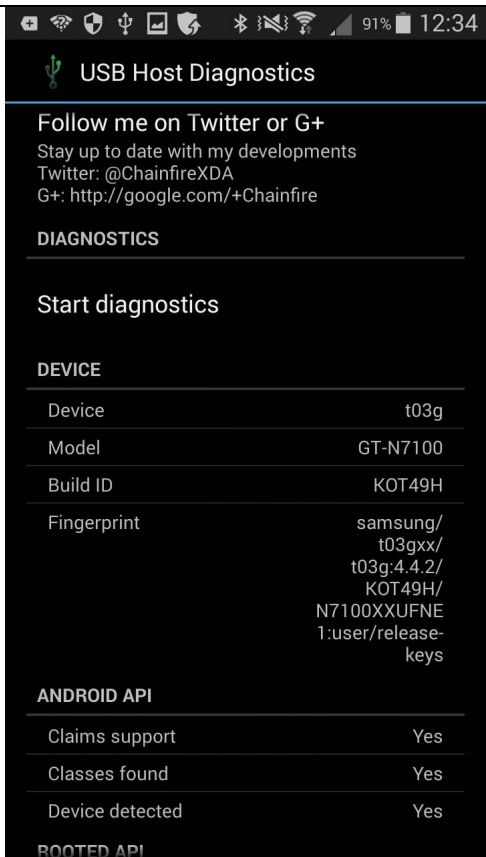 91% 12:34
USB Host Diagnostics
Follow me on Twitter or G+
Stay up to date with my developments
Twitter: @ChainfireXDA
G+: http://google.com/+Chainfire
DIAGNOSTICS
Start diagnostics
DEVICE
Device t03g
Model GT-N7100
Build ID KOT49H
Fingerprint samsung/
t03gxx/
t03g:4.4.2/
KOT49H/
N7100XXUFNE
1:user/release-
keys
ANDROID API
Claims support Yes
Classes found Yes
Device detected Yes
ROOTED API